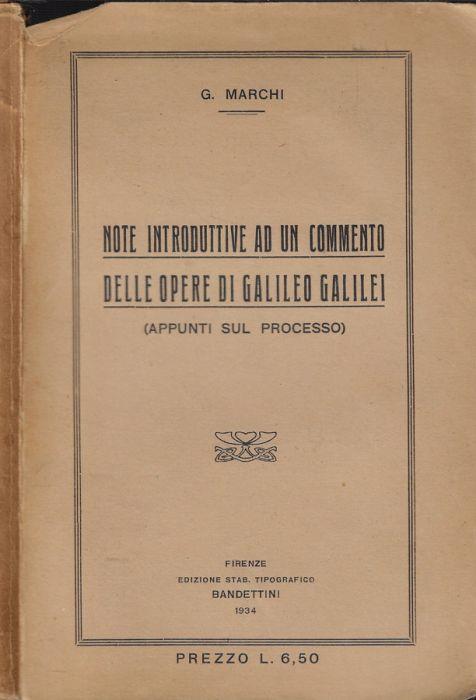 G. MARCHI
NOTE INTRODUTTIVE AD UN COMMENTO
DELLE OPERE DI GALILEO GALILEI
(APPUNTI SUL PROCESSO)
FIRENZE
EDIZIONE STAB. TIPOGRAFICO
BANDETTINI
1934
PREZZO L. 6,50